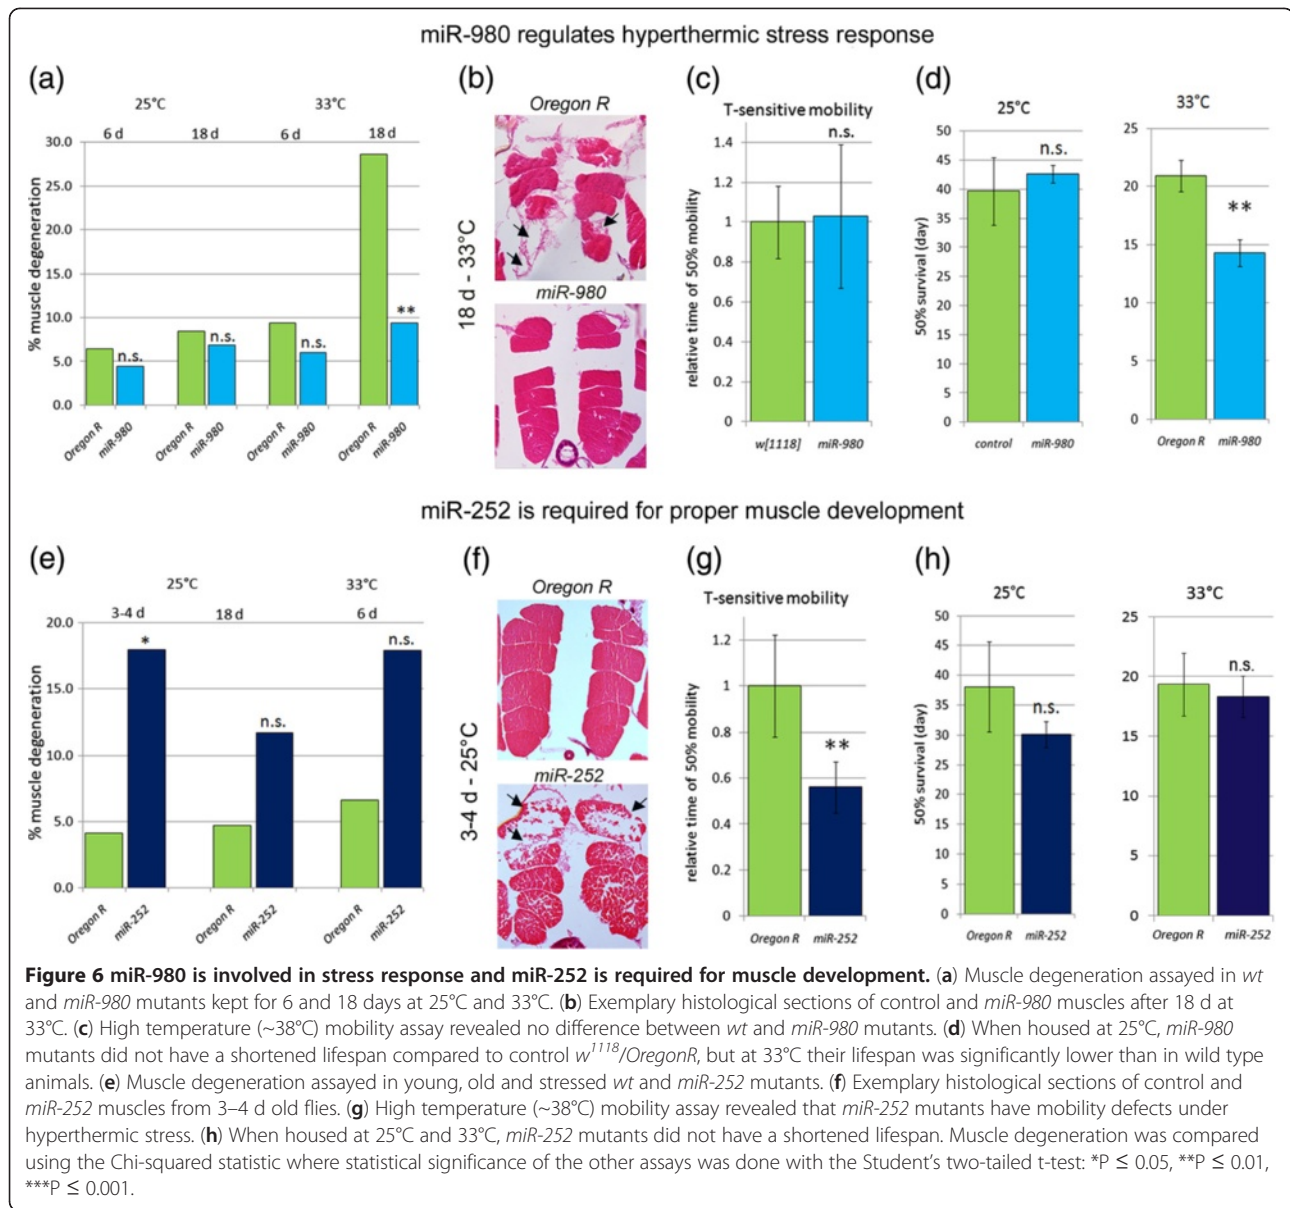 miR-980 regulates hyperthermic stress response
(a)
25°C
33°C
6 d
18 d
6 d
18 d
% muscle degeneration
30.0
25.0
20.0
15.0
10.0
5.0
0.0
n.s.
n.s.
n.s.
**
Oregon R
miR-980
Oregon R
miR-980
Oregon R
miR-980
Oregon R
miR-980
(b)
Oregon R
miR-980
18 d - 33°C
(c)
T-sensitive mobility
n.s.
relative time of 50% mobility
1.4
1.2
1
0.8
0.6
0.4
0.2
0
w[1118]
miR-980
(d)
25°C
n.s.
50% survival (day)
50
45
40
35
30
25
20
15
10
5
0
control
miR-980
33°C
**
25
20
15
10
5
0
Oregon R
miR-980
miR-252 is required for proper muscle development
(e)
25°C
33°C
3-4 d
18 d
6 d
% muscle degeneration
20.0
15.0
10.0
5.0
0.0
*
n.s.
n.s.
Oregon R
miR-252
Oregon R
miR-252
Oregon R
miR-252
(f)
Oregon R
miR-252
3-4 d - 25°C
(g)
T-sensitive mobility
**
relative time of 50% mobility
1.2
1
0.8
0.6
0.4
0.2
0
Oregon R
miR-252
(h)
25°C
n.s.
50% survival (day)
50
45
40
35
30
25
20
15
10
5
0
Oregon R
miR-252
33°C
n.s.
25
20
15
10
5
0
Oregon R
miR-252
Figure 6 miR-980 is involved in stress response and miR-252 is required for muscle development. (a) Muscle degeneration assayed in wt
and miR-980 mutants kept for 6 and 18 days at 25°C and 33°C. (b) Exemplary histological sections of control and miR-980 muscles after 18 d at
33°C. (c) High temperature (~38°C) mobility assay revealed no difference between wt and miR-980 mutants. (d) When housed at 25°C, miR-980
mutants did not have a shortened lifespan compared to control w¹¹¹⁸/OregonR, but at 33°C their lifespan was significantly lower than in wild type
animals. (e) Muscle degeneration assayed in young, old and stressed wt and miR-252 mutants. (f) Exemplary histological sections of control and
miR-252 muscles from 3–4 d old flies. (g) High temperature (~38°C) mobility assay revealed that miR-252 mutants have mobility defects under
hyperthermic stress. (h) When housed at 25°C and 33°C, miR-252 mutants did not have a shortened lifespan. Muscle degeneration was compared
using the Chi-squared statistic where statistical significance of the other assays was done with the Student's two-tailed t-test: *P ≤ 0.05, **P ≤ 0.01,
***P ≤ 0.001.